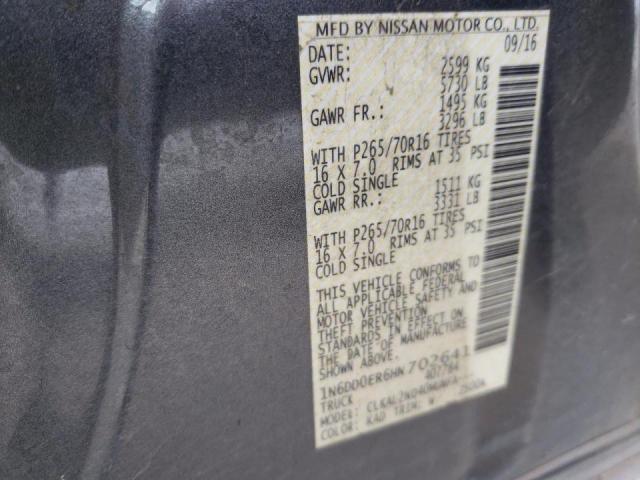 MFD BY NISSAN MOTOR CO., LTD.
DATE: 09/16
GVWR: 2599 KG
5730 LB
GAWR FR.: 1495 KG
3296 LB
WITH P265/70R16 TIRES
16 X 7.0 RIMS AT 35 PSI
COLD SINGLE
GAWR RR.: 1511 KG
3331 LB
WITH P265/70R16 TIRES
16 X 7.0 RIMS AT 35 PSI
COLD SINGLE
THIS VEHICLE CONFORMS TO
ALL APPLICABLE FEDERAL
MOTOR VEHICLE SAFETY AND
THEFT PREVENTION
STANDARDS IN EFFECT ON
THE DATE OF MANUFACTURE
SHOWN ABOVE.
1N6DD0ER6HN702641
TRUCK
MODEL:
COLOR: KAD TRIM: W